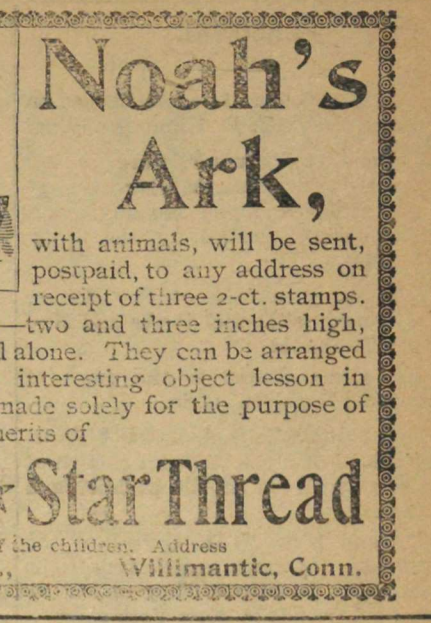 Noah's
Ark,
with animals, will be sent,
postpaid, to any address on
receipt of three 2-ct. stamps.
—two and three inches high,
alone. They can be arranged
interesting object lesson in
made solely for the purpose of
merits of
Star Thread
the children. Address
Willimantic, Conn.